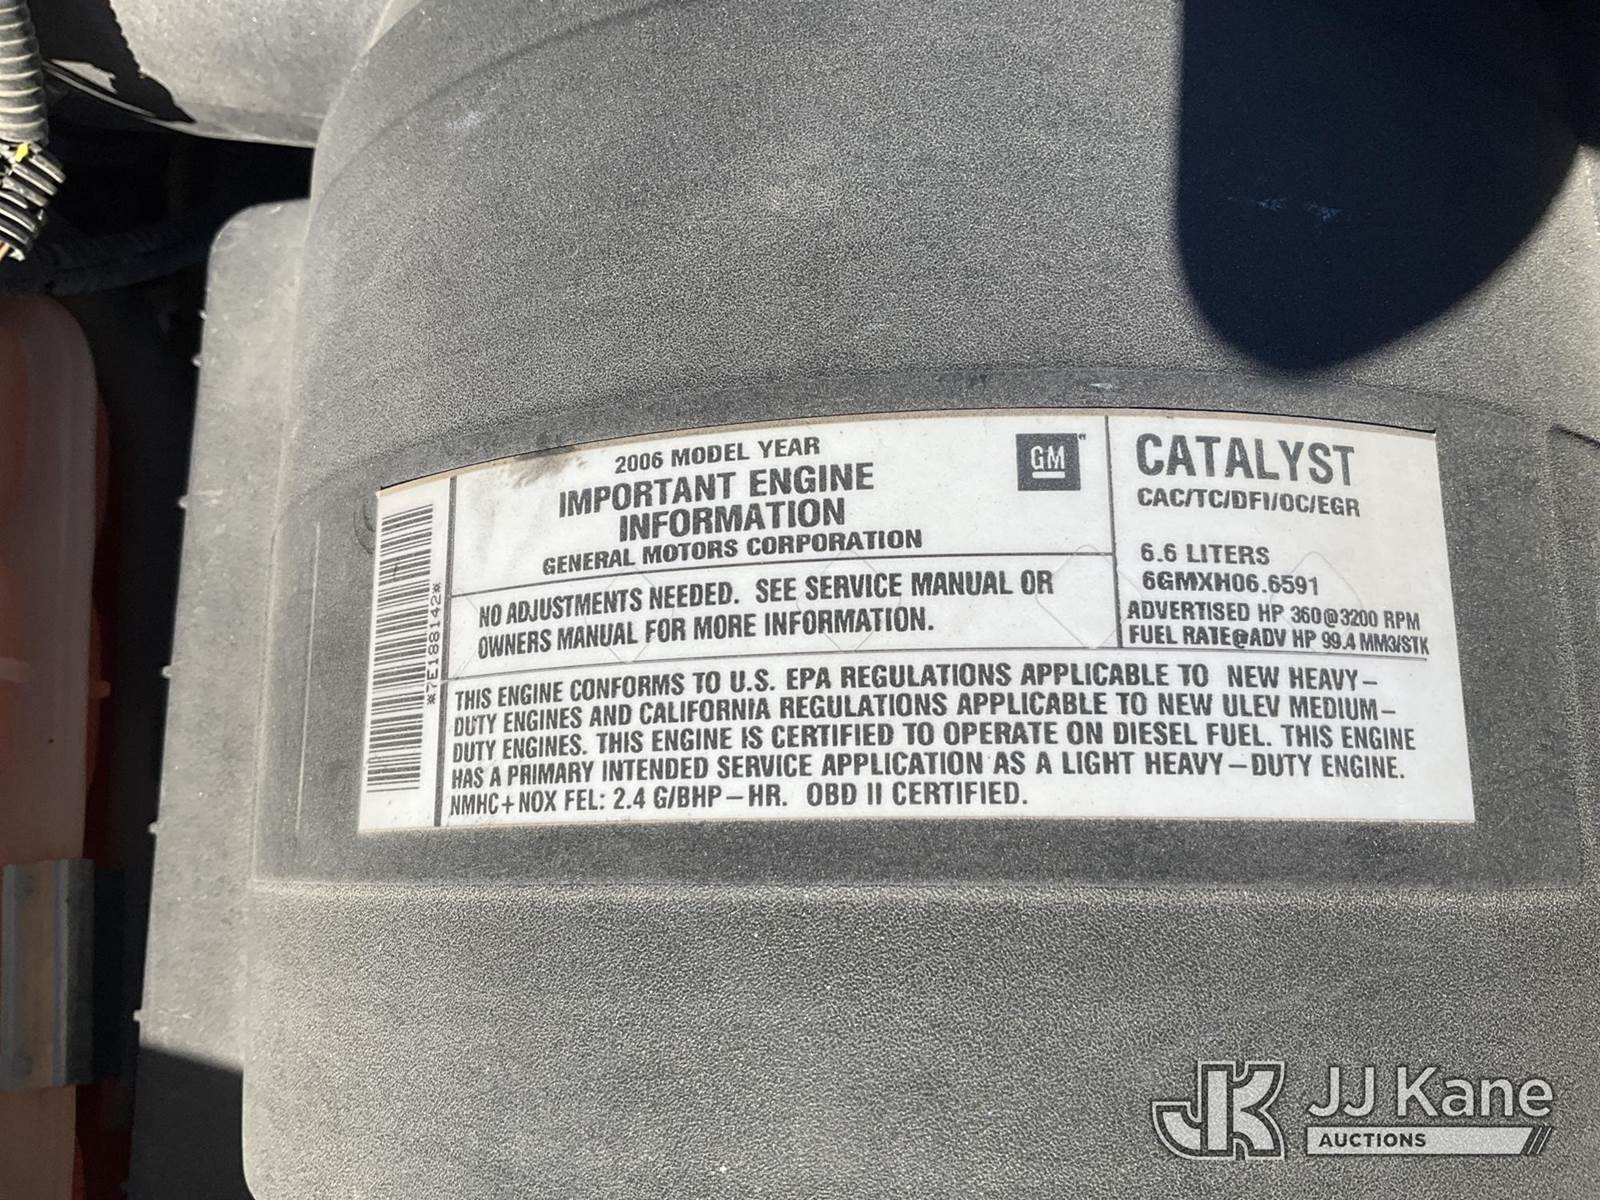 2006 MODEL YEAR
IMPORTANT ENGINE
INFORMATION
GENERAL MOTORS CORPORATION
GM
CATALYST
CAC/TC/DFI/OC/EGR
6.6 LITERS
6GMXH06.6591
ADVERTISED HP 360@3200 RPM
FUEL RATE@ADV HP 99.4 MM3/STK
NO ADJUSTMENTS NEEDED. SEE SERVICE MANUAL OR
OWNERS MANUAL FOR MORE INFORMATION.
THIS ENGINE CONFORMS TO U.S. EPA REGULATIONS APPLICABLE TO NEW HEAVY-
DUTY ENGINES AND CALIFORNIA REGULATIONS APPLICABLE TO NEW ULEV MEDIUM-
DUTY ENGINES. THIS ENGINE IS CERTIFIED TO OPERATE ON DIESEL FUEL. THIS ENGINE
HAS A PRIMARY INTENDED SERVICE APPLICATION AS A LIGHT HEAVY-DUTY ENGINE.
NMHC+NOX FEL: 2.4 G/BHP-HR. OBD II CERTIFIED.
*7E188142*
JK JJ Kane
AUCTIONS